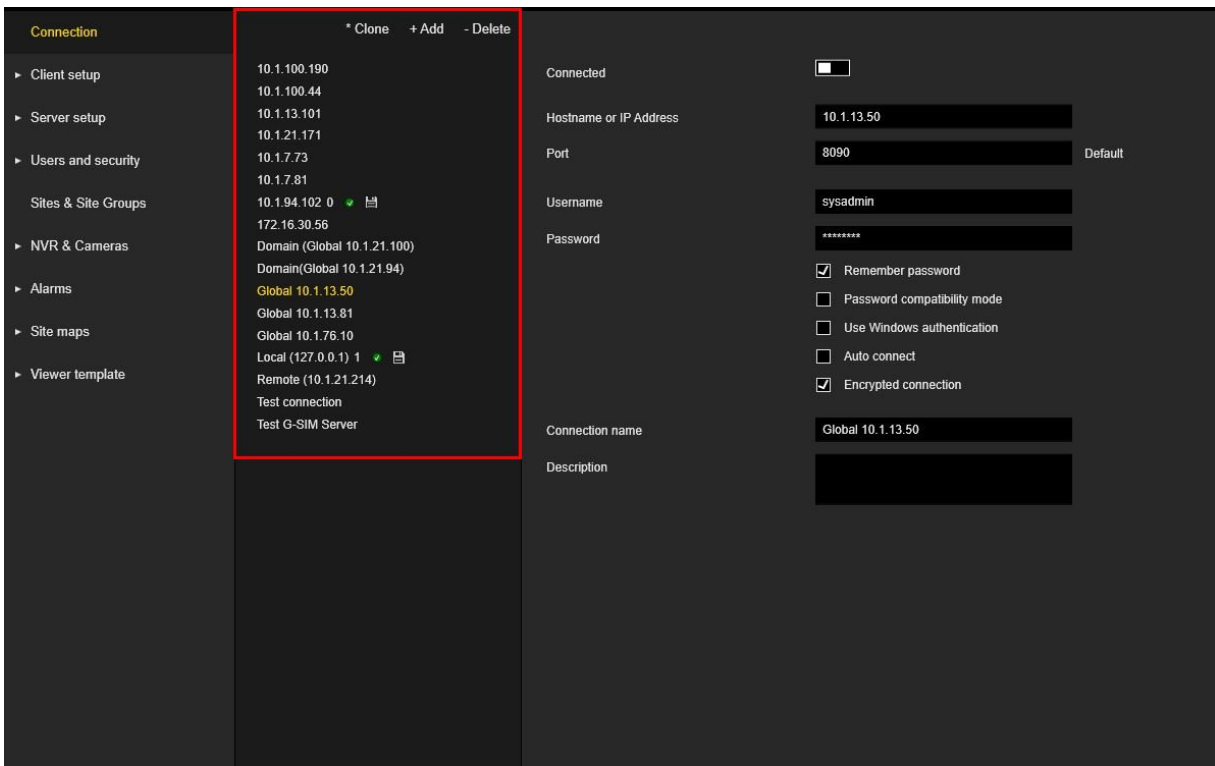 Connection
▸ Client setup
▸ Server setup
▸ Users and security
Sites & Site Groups
▸ NVR & Cameras
▸ Alarms
▸ Site maps
▸ Viewer template
* Clone + Add - Delete
10.1.100.190
10.1.100.44
10.1.13.101
10.1.21.171
10.1.7.73
10.1.7.81
10.1.94.102 0
172.16.30.56
Domain (Global 10.1.21.100)
Domain(Global 10.1.21.94)
Global 10.1.13.50
Global 10.1.13.81
Global 10.1.76.10
Local (127.0.0.1) 1
Remote (10.1.21.214)
Test connection
Test G-SIM Server
Connected
Hostname or IP Address 10.1.13.50
Port 8090 Default
Username sysadmin
Password ********
Remember password
Password compatibility mode
Use Windows authentication
Auto connect
Encrypted connection
Connection name Global 10.1.13.50
Description